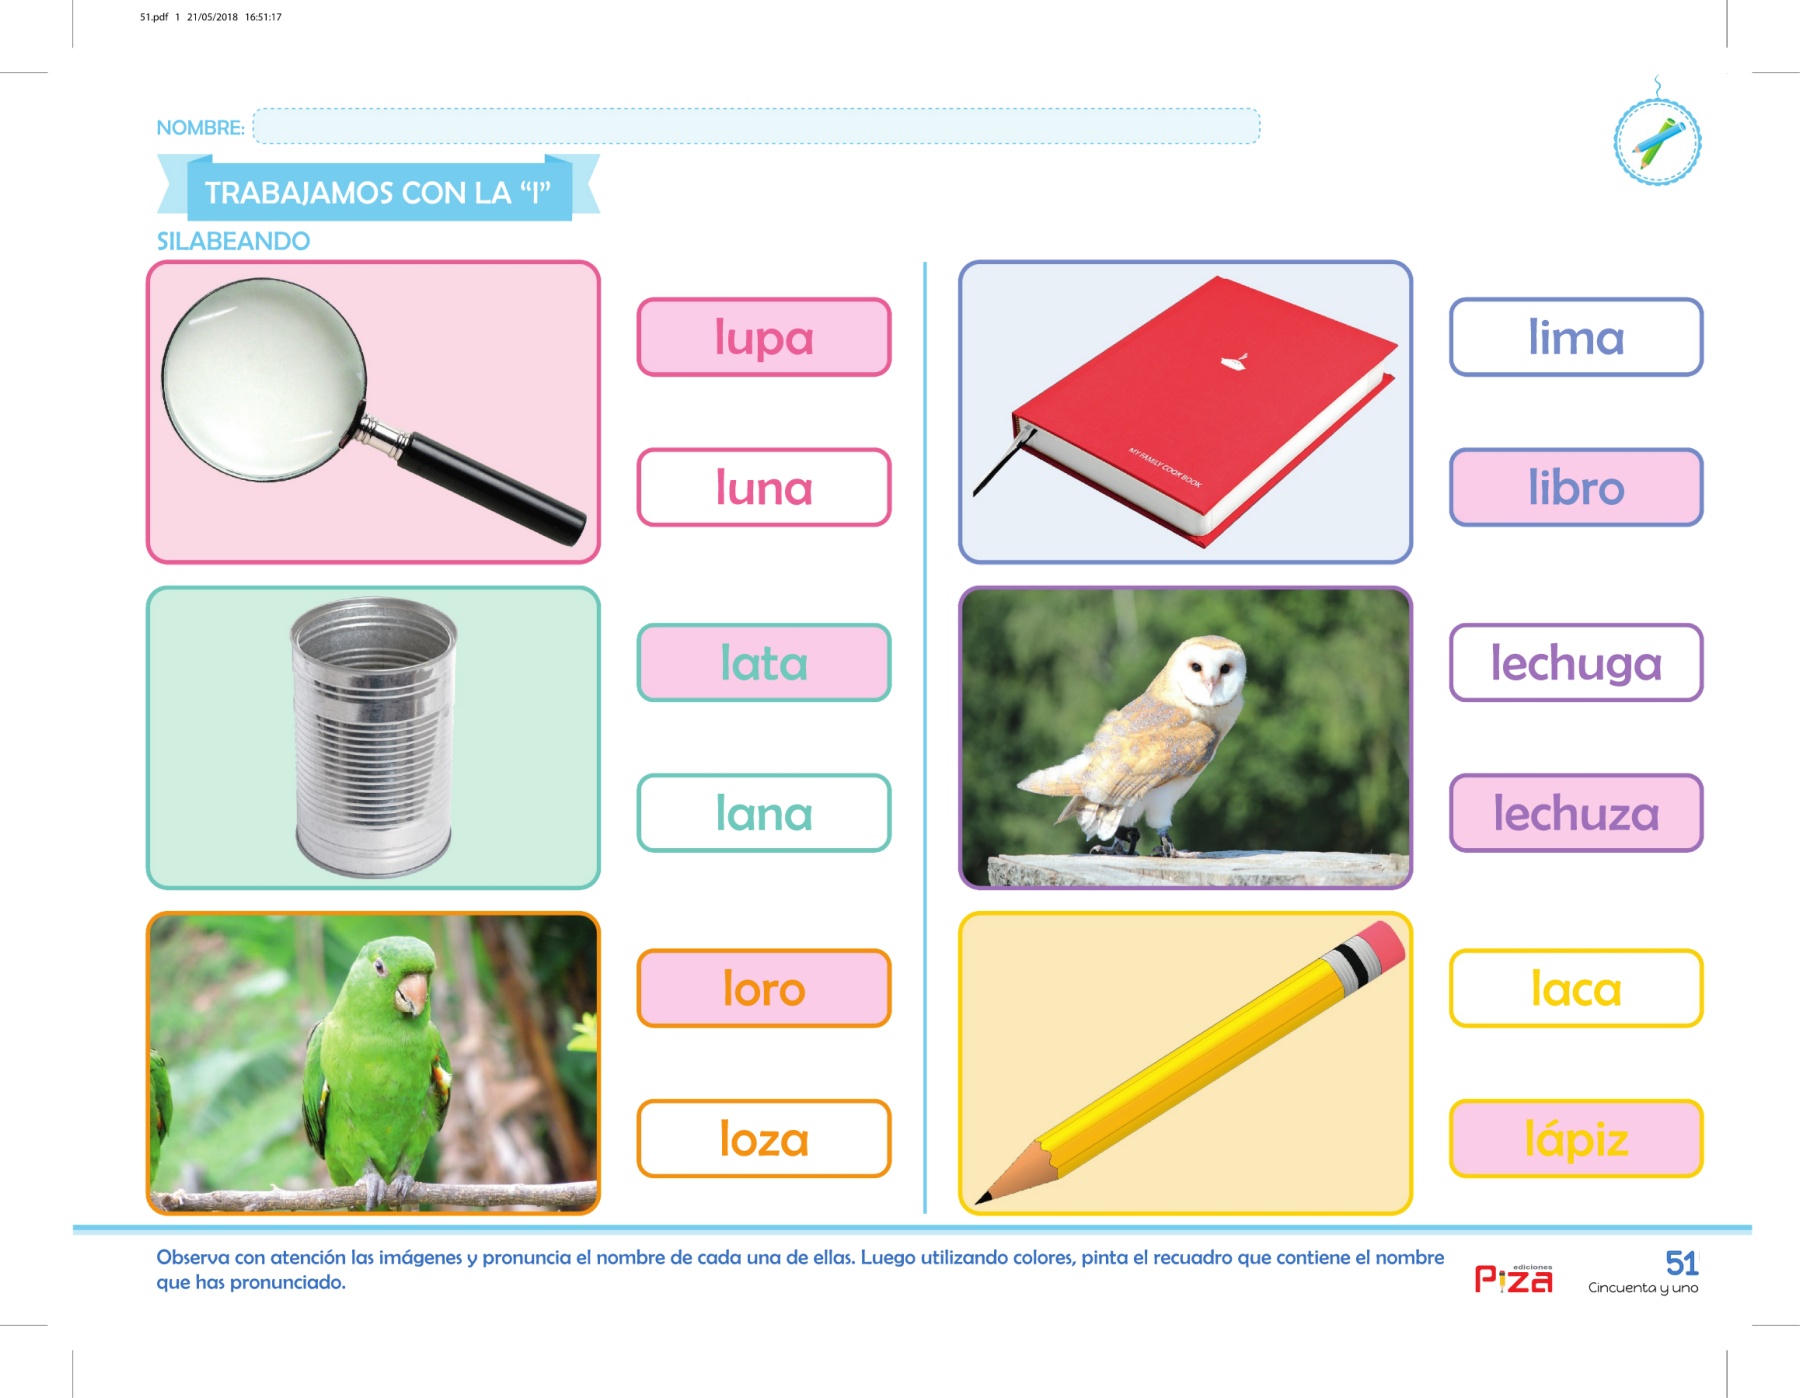 51.pdf 1 21/05/2018 16:51:17
NOMBRE:
TRABAJAMOS CON LA “l”
SILABEANDO
lupa
luna
lata
lana
loro
loza
MY FAMILY COOK BOOK
lima
libro
lechuga
lechuza
laca
lápiz
Observa con atención las imágenes y pronuncia el nombre de cada una de ellas. Luego utilizando colores, pinta el recuadro que contiene el nombre
que has pronunciado.
ediciones
Piza
51
Cincuenta y uno